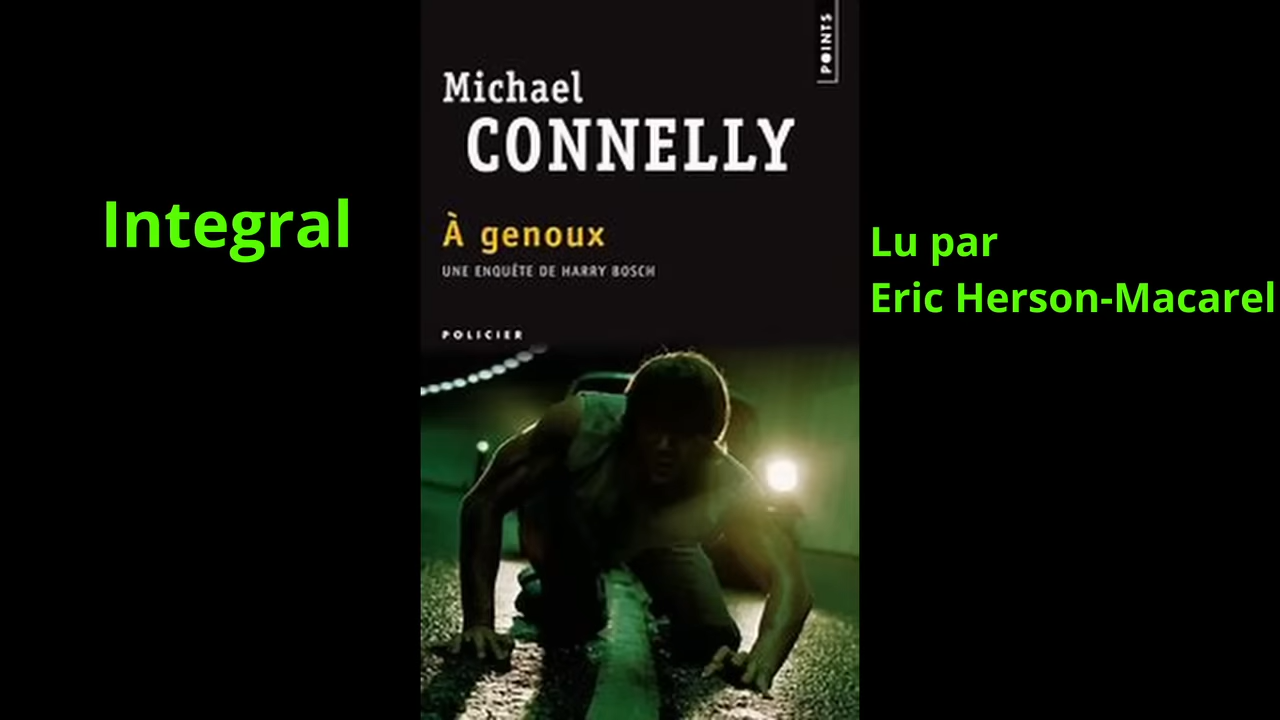 POINTS
Michael
CONNELLY
Integral
À genoux
UNE ENQUÊTE DE HARRY BOSCH
Lu par
Eric Herson-Macarel
POLICIER